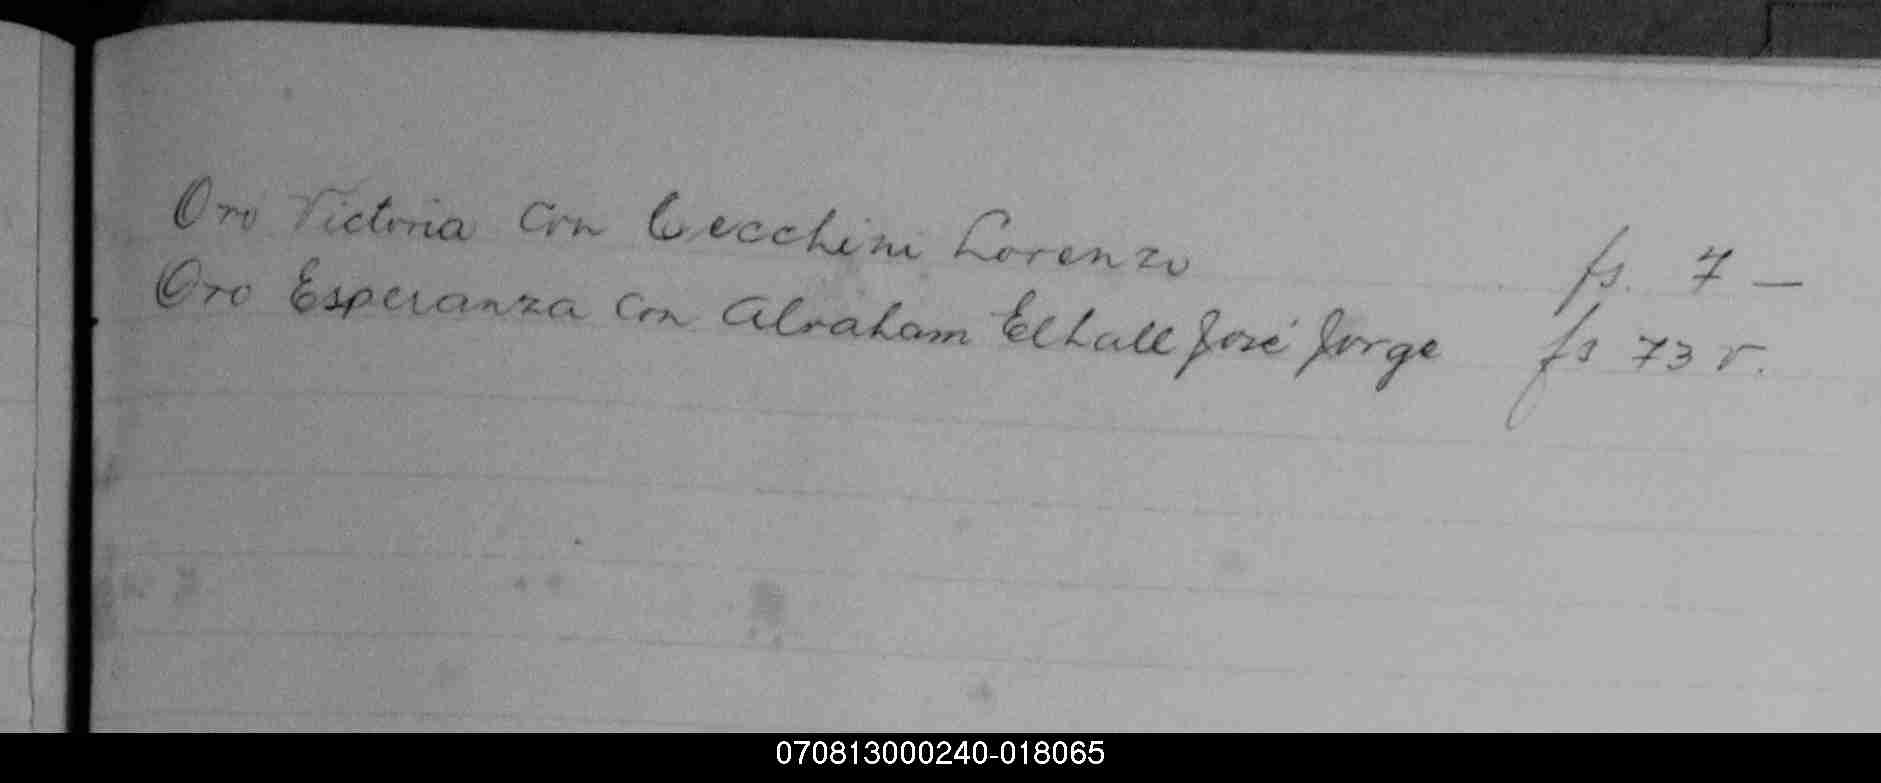 Oro Victoria con Cecchini Lorenzo fs. 7 —
Oro Esperanza con Abraham Elhall José Jorge fs 73 v.
070813000240-018065